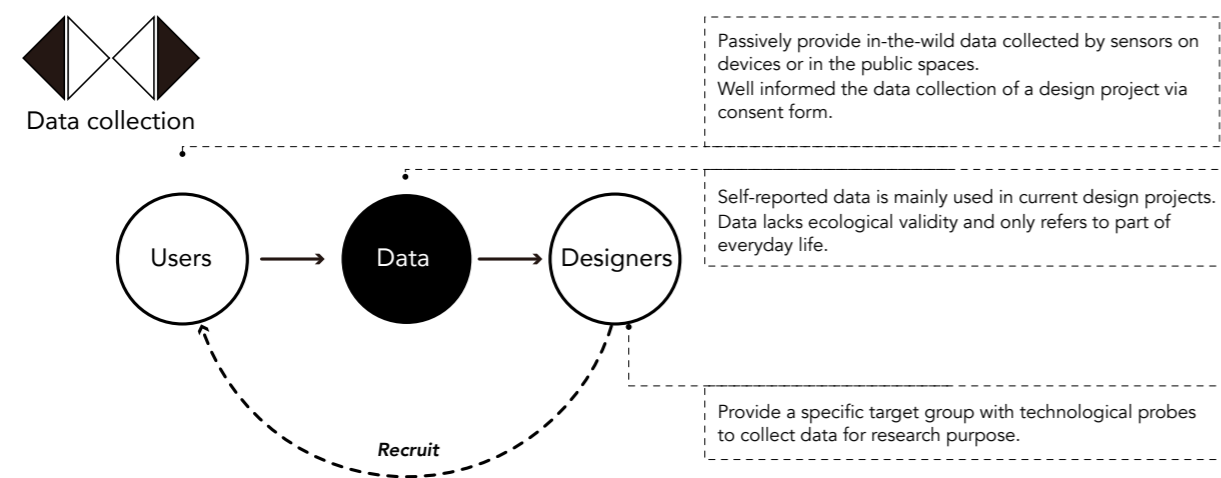 Data collection
Passively provide in-the-wild data collected by sensors on
devices or in the public spaces.
Well informed the data collection of a design project via
consent form.
Self-reported data is mainly used in current design projects.
Data lacks ecological validity and only refers to part of
everyday life.
Users
Data
Designers
Provide a specific target group with technological probes
to collect data for research purpose.
Recruit